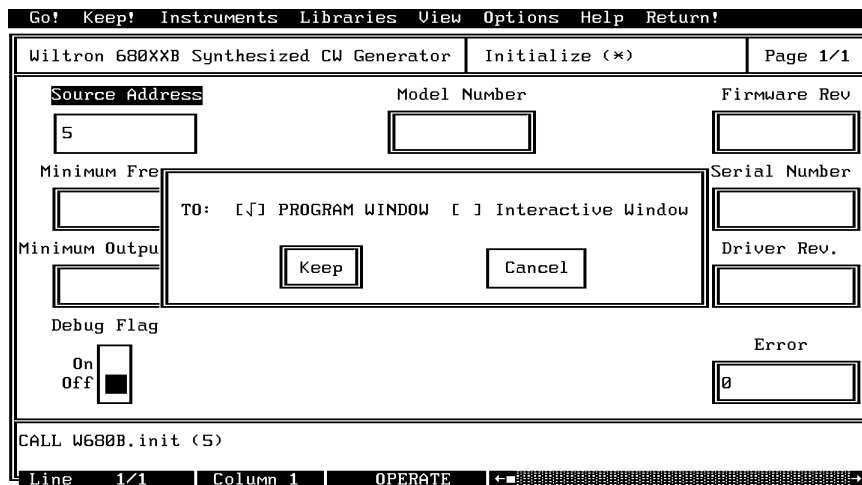 Go! Keep! Instruments Libraries View Options Help Return!
Wiltron 680XXB Synthesized CW Generator Initialize (*) Page 1/1
Source Address Model Number Firmware Rev
5
Minimum Fre Serial Number
TO: [√] PROGRAM WINDOW [ ] Interactive Window
Minimum Outpu Driver Rev.
Keep Cancel
Debug Flag
Error
On
Off
0
CALL W680B.init (5)
Line 1/1 Column 1 OPERATE